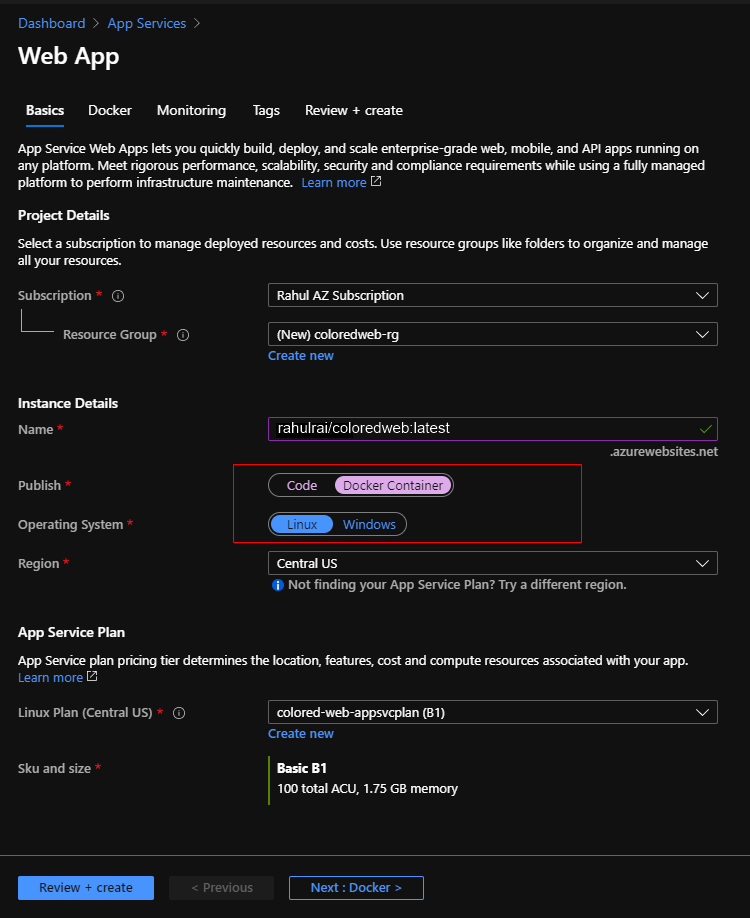 Dashboard > App Services >
Web App
Basics Docker Monitoring Tags Review + create
App Service Web Apps lets you quickly build, deploy, and scale enterprise-grade web, mobile, and API apps running on
any platform. Meet rigorous performance, scalability, security and compliance requirements while using a fully managed
platform to perform infrastructure maintenance. Learn more
Project Details
Select a subscription to manage deployed resources and costs. Use resource groups like folders to organize and manage
all your resources.
Subscription * Rahul AZ Subscription
Resource Group * (New) coloredweb-rg
Create new
Instance Details
Name * rahulrai/coloredweb:latest
.azurewebsites.net
Publish * Code Docker Container
Operating System * Linux Windows
Region * Central US
Not finding your App Service Plan? Try a different region.
App Service Plan
App Service plan pricing tier determines the location, features, cost and compute resources associated with your app.
Learn more
Linux Plan (Central US) * colored-web-appsvcplan (B1)
Create new
Sku and size * Basic B1
100 total ACU, 1.75 GB memory
Review + create < Previous Next : Docker >